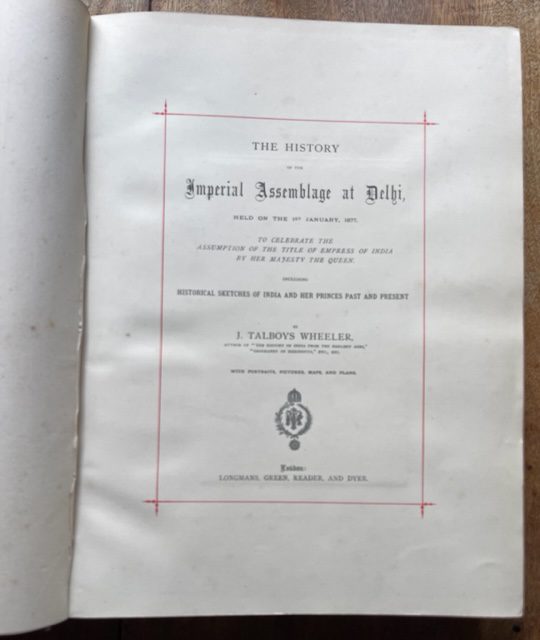 THE HISTORY
OF THE
Imperial Assemblage at Delhi,
HELD ON THE 1ST JANUARY, 1877,
TO CELEBRATE THE
ASSUMPTION OF THE TITLE OF EMPRESS OF INDIA
BY HER MAJESTY THE QUEEN.
INCLUDING
HISTORICAL SKETCHES OF INDIA AND HER PRINCES PAST AND PRESENT
BY
J. TALBOYS WHEELER,
AUTHOR OF "THE HISTORY OF INDIA FROM THE EARLIEST AGES,"
"GEOGRAPHY OF HERODOTUS," ETC., ETC.
WITH PORTRAITS, PICTURES, MAPS, AND PLANS.
London:
LONGMANS, GREEN, READER, AND DYER.